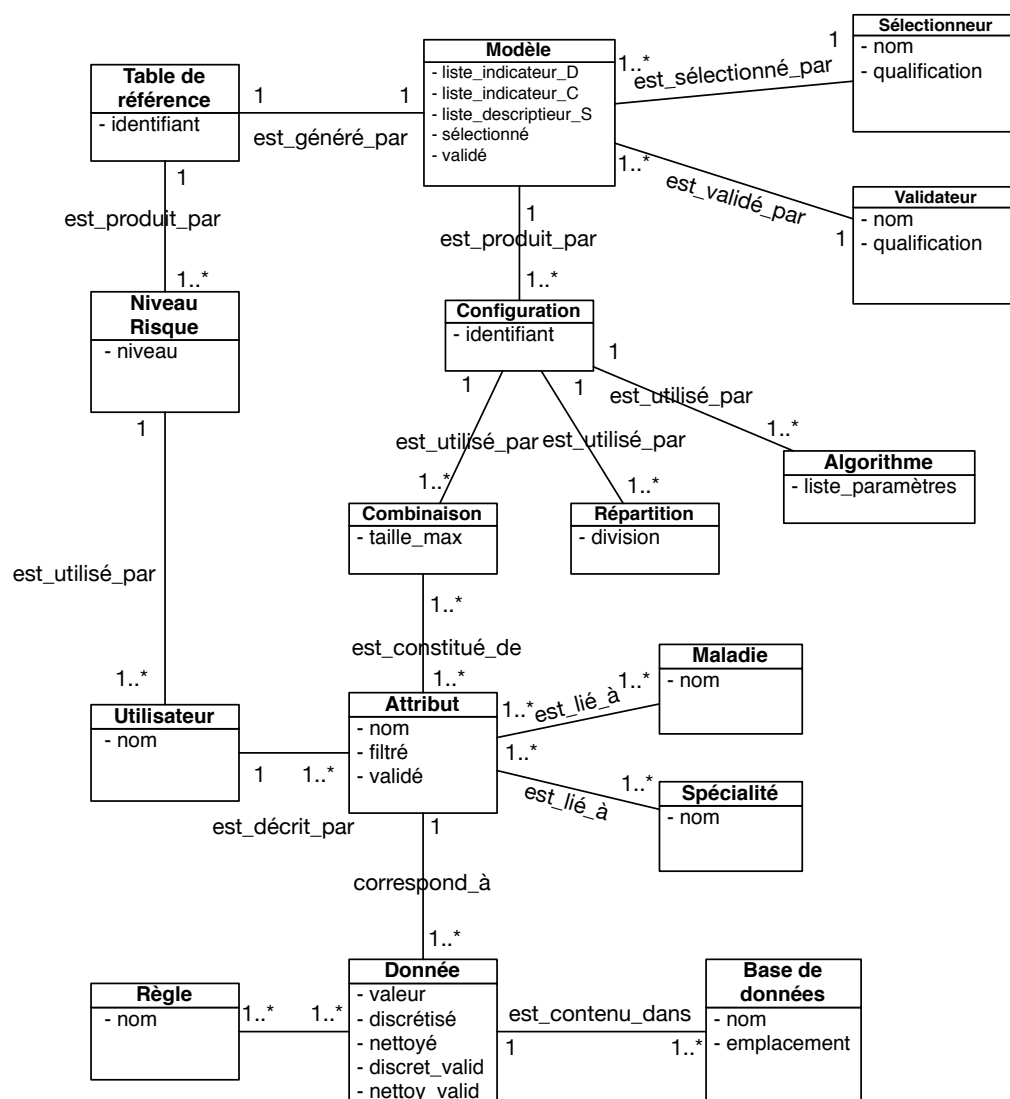 Sélectionneur
- nom
- qualification
1
Modèle
- liste_indicateur_D
- liste_indicateur_C
- liste_descriptieur_S
- sélectionné
- validé
1..*
est_sélectionné_par
Table de
référence
- identifiant
1
1
est_généré_par
1..*
est_validé_par
1
Validateur
- nom
- qualification
1
est_produit_par
1..*
1
est_produit_par
1..*
Niveau
Risque
- niveau
1
Configuration
- identifiant
1
1
1
est_utilisé_par
1..*
est_utilisé_par
1..*
est_utilisé_par
1..*
Algorithme
- liste_paramètres
Combinaison
- taille_max
Répartition
- division
est_utilisé_par
1..*
1..*
est_constitué_de
1..*
Maladie
- nom
1..*
est_lié_à
1..*
Utilisateur
- nom
Attribut
- nom
- filtré
- validé
1
1..*
est_décrit_par
1..*
est_lié_à
1..*
Spécialité
- nom
1
correspond_à
1..*
Règle
- nom
1..*
1..*
Donnée
- valeur
- discrétisé
- nettoyé
- discret_valid
- nettoy_valid
est_contenu_dans
1
1..*
Base de
données
- nom
- emplacement